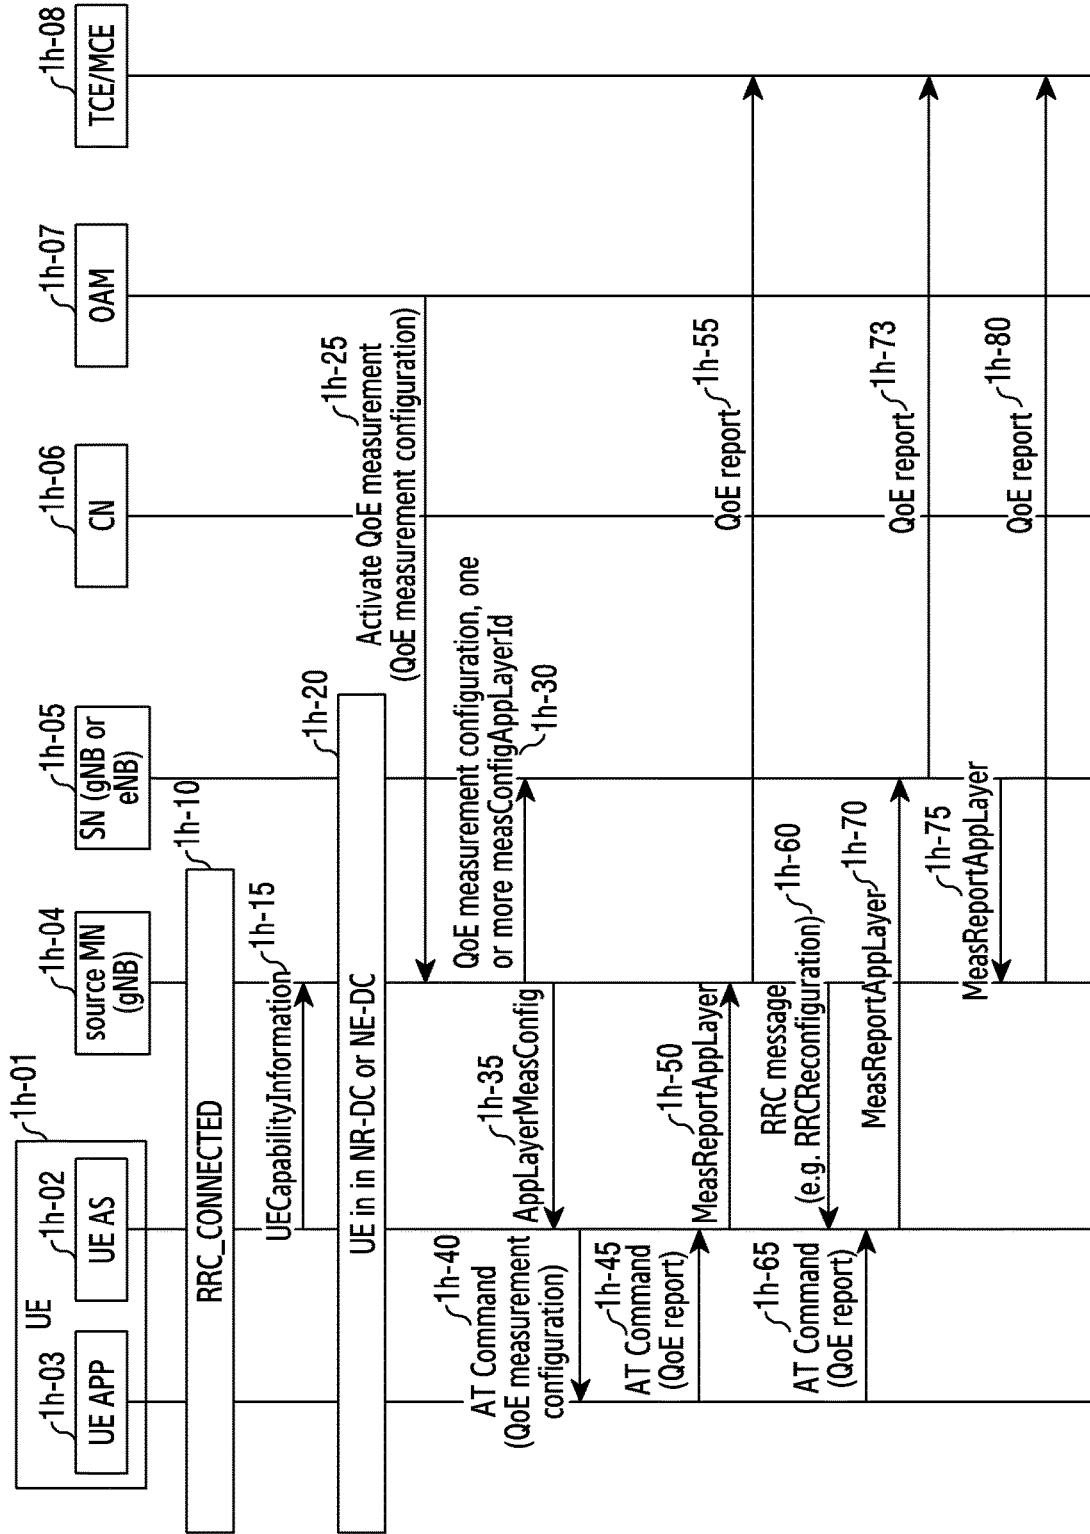 1h-01
UE
1h-03
UE APP
1h-02
UE AS
1h-04
source MN
(gNB)
1h-05
SN (gNB or
eNB)
1h-06
CN
1h-07
OAM
1h-08
TCE/MCE
1h-10
RRC_CONNECTED
1h-15
UECapabilityInformation
1h-20
UE in in NR-DC or NE-DC
1h-25
Activate QoE measurement
(QoE measurement configuration)
QoE measurement configuration, one
or more measConfigAppLayerId
1h-30
1h-35
AppLayerMeasConfig
1h-40
AT Command
(QoE measurement
configuration)
1h-45
AT Command
(QoE report)
1h-50
MeasReportAppLayer
1h-55
QoE report
1h-60
RRC message
(e.g. RRCReconfiguration)
1h-65
AT Command
(QoE report)
1h-70
MeasReportAppLayer
1h-73
QoE report
1h-75
MeasReportAppLayer
1h-80
QoE report